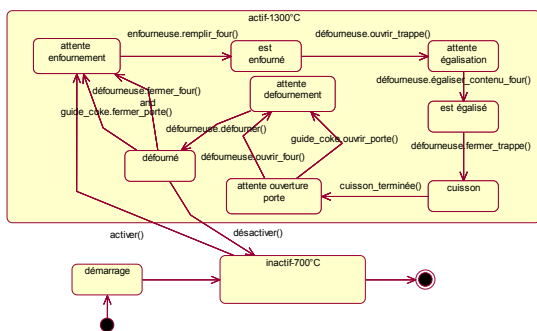 actif-1300°C
enfourneuse.remplir_four()
défourneuse.ouvrir_trappe()
attente
enfournement
est
enfourné
attente
égalisation
défourneuse.égaliser_contenu_four()
défourneuse.fermer_four()
and
guide_coke.fermer_porte()
attente
defournement
est égalisé
défourneuse.défourner()
guide_coke.ouvrir_porte()
défourneuse.fermer_trappe()
défourné
défourneuse.ouvrir_four()
attente ouverture
porte
cuisson_terminée()
cuisson
activer()
désactiver()
inactif-700°C
démarrage